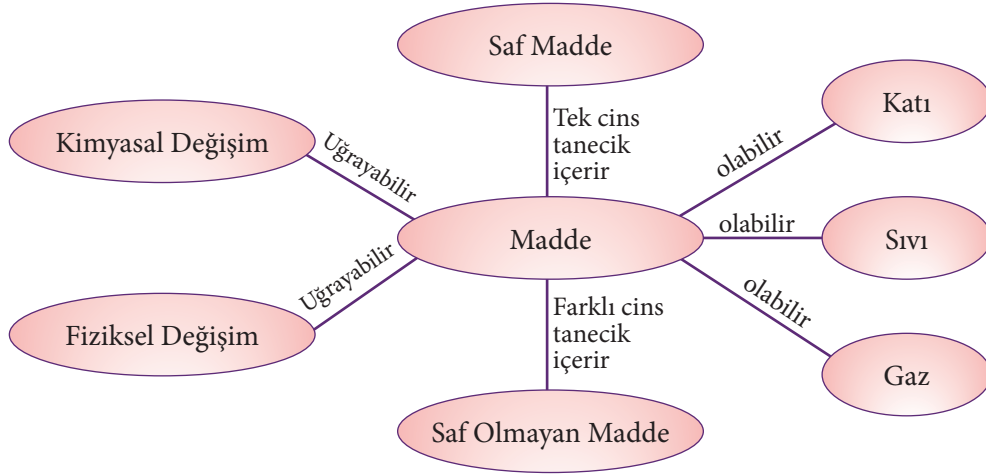 Saf Madde
Kimyasal Değişim
Uğrayabilir
Tek cins
tanecik
içerir
olabilir
Katı
Madde
olabilir
Sıvı
Fiziksel Değişim
Uğrayabilir
Farklı cins
tanecik
içerir
olabilir
Gaz
Saf Olmayan Madde